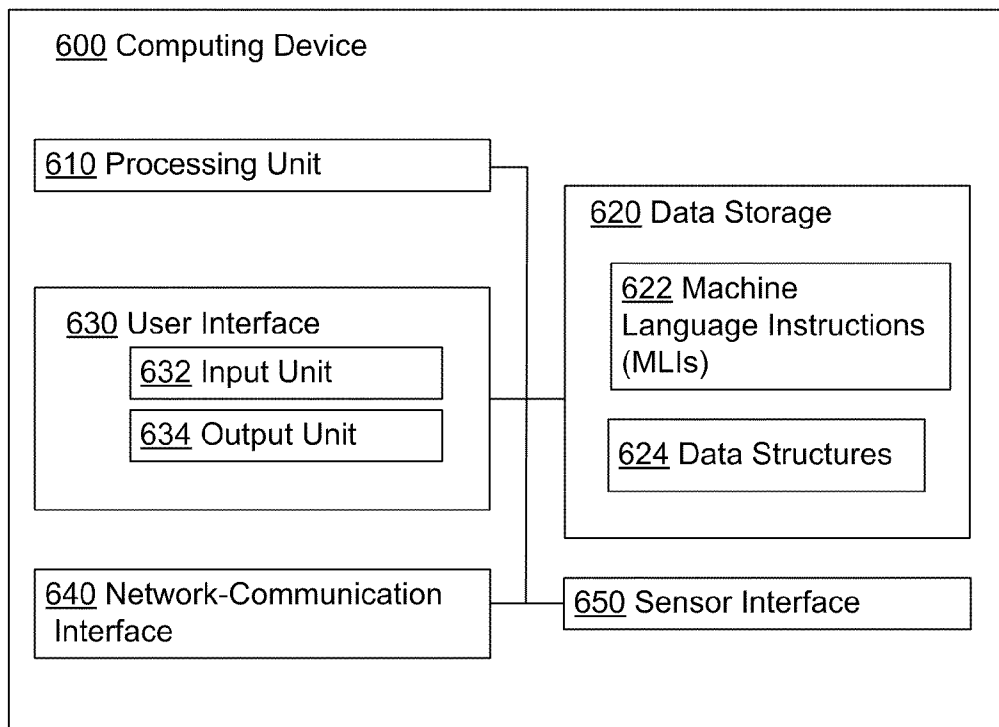 600 Computing Device
610 Processing Unit
620 Data Storage
622 Machine
Language Instructions
(MLIs)
630 User Interface
632 Input Unit
634 Output Unit
624 Data Structures
640 Network-Communication
Interface
650 Sensor Interface